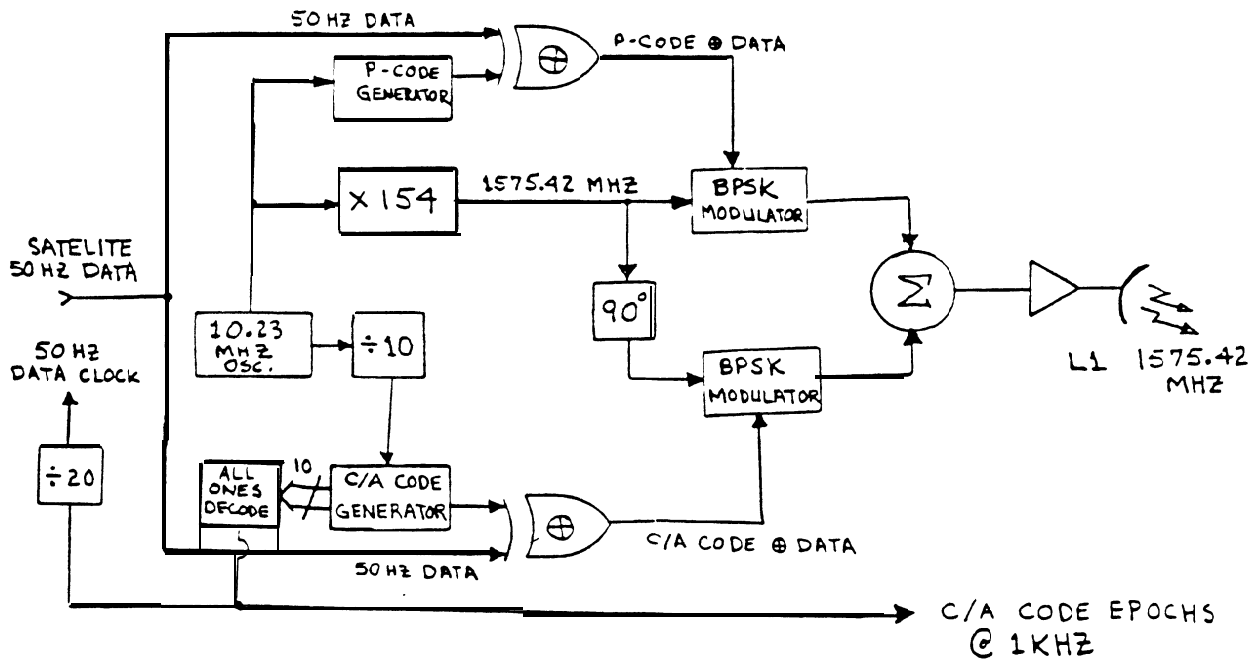 50 HZ DATA
P-CODE
GENERATOR
⊕
P-CODE ⊕ DATA
X 154
1575.42 MHZ
BPSK
MODULATOR
SATELITE
50 HZ DATA
90°
Σ
10.23
MHZ
OSC.
÷10
50 HZ
DATA CLOCK
BPSK
MODULATOR
L1 1575.42
MHZ
÷20
ALL
ONES
DECODE
10
C/A CODE
GENERATOR
⊕
C/A CODE ⊕ DATA
50 HZ DATA
C/A CODE EPOCHS
@ 1KHZ